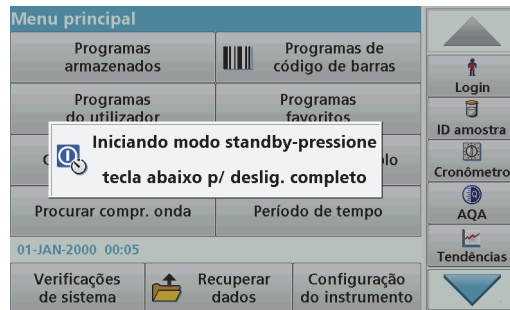 Menu principal
Programas
armazenados
Programas de
código de barras
Programas
do utilizador
Programas
favoritos
Iniciando modo standby-pressione
tecla abaixo p/ deslig. completo
Procurar compr. onda
Período de tempo
01-JAN-2000 00:05
Verificações
de sistema
Recuperar
dados
Configuração
do instrumento
Login
ID amostra
Cronômetro
AQA
Tendências